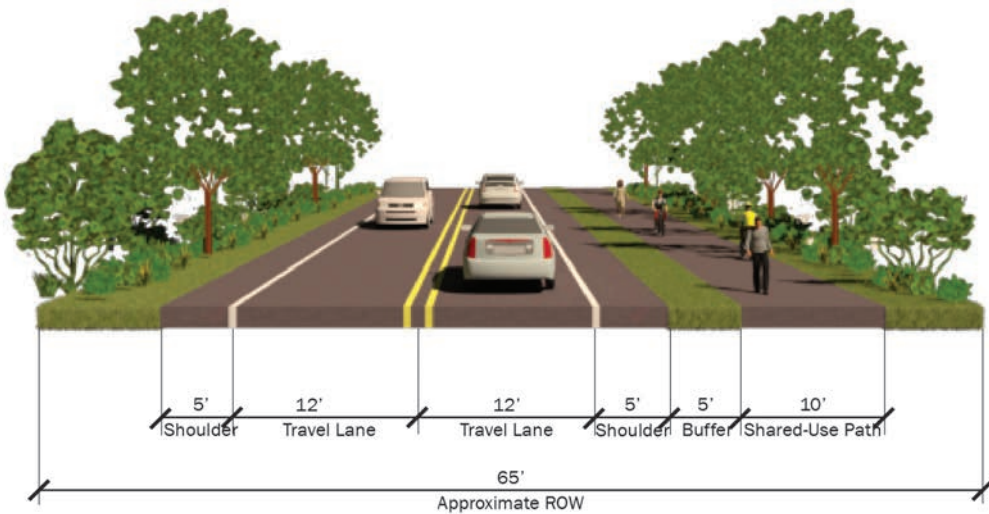 5’ 12’ 12’ 5’ 5’ 10’
Shoulder Travel Lane Travel Lane Shoulder Buffer Shared-Use Path
65’
Approximate ROW